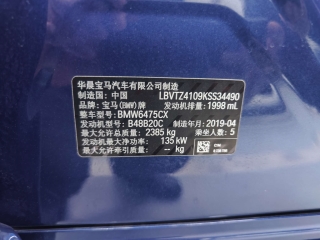 华晨宝马汽车有限公司制造
制造国：中国 LBVTZ4109KSS34490
品牌：宝马(BMW) 发动机排量：1998 mL
整车型号：BMW6475CX
发动机型号：B48B20C 制造年月：2019-04
最大允许总质量：2385 kg 乘坐人数：5
发动机最大净功率：135 kW
最大允许牵引质量：- kg